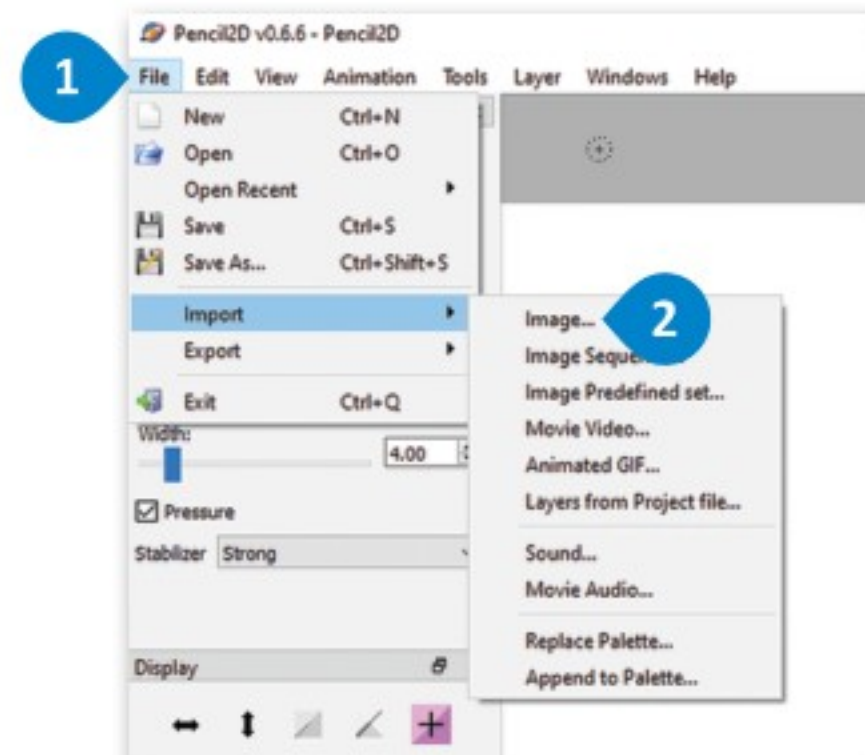 Pencil2D v0.6.6 - Pencil2D
1
File Edit View Animation Tools Layer Windows Help
New Ctrl+N
Open Ctrl+O
Open Recent
Save Ctrl+S
Save As... Ctrl+Shift+S
Import
Export
Exit Ctrl+Q
2
Image...
Image
Image Predefined set...
Movie Video...
Animated GIF...
Layers from Project file...
Sound...
Movie Audio...
Replace Palette...
Append to Palette...
Width:
4.00
Pressure
Stabilizer Strong
Display